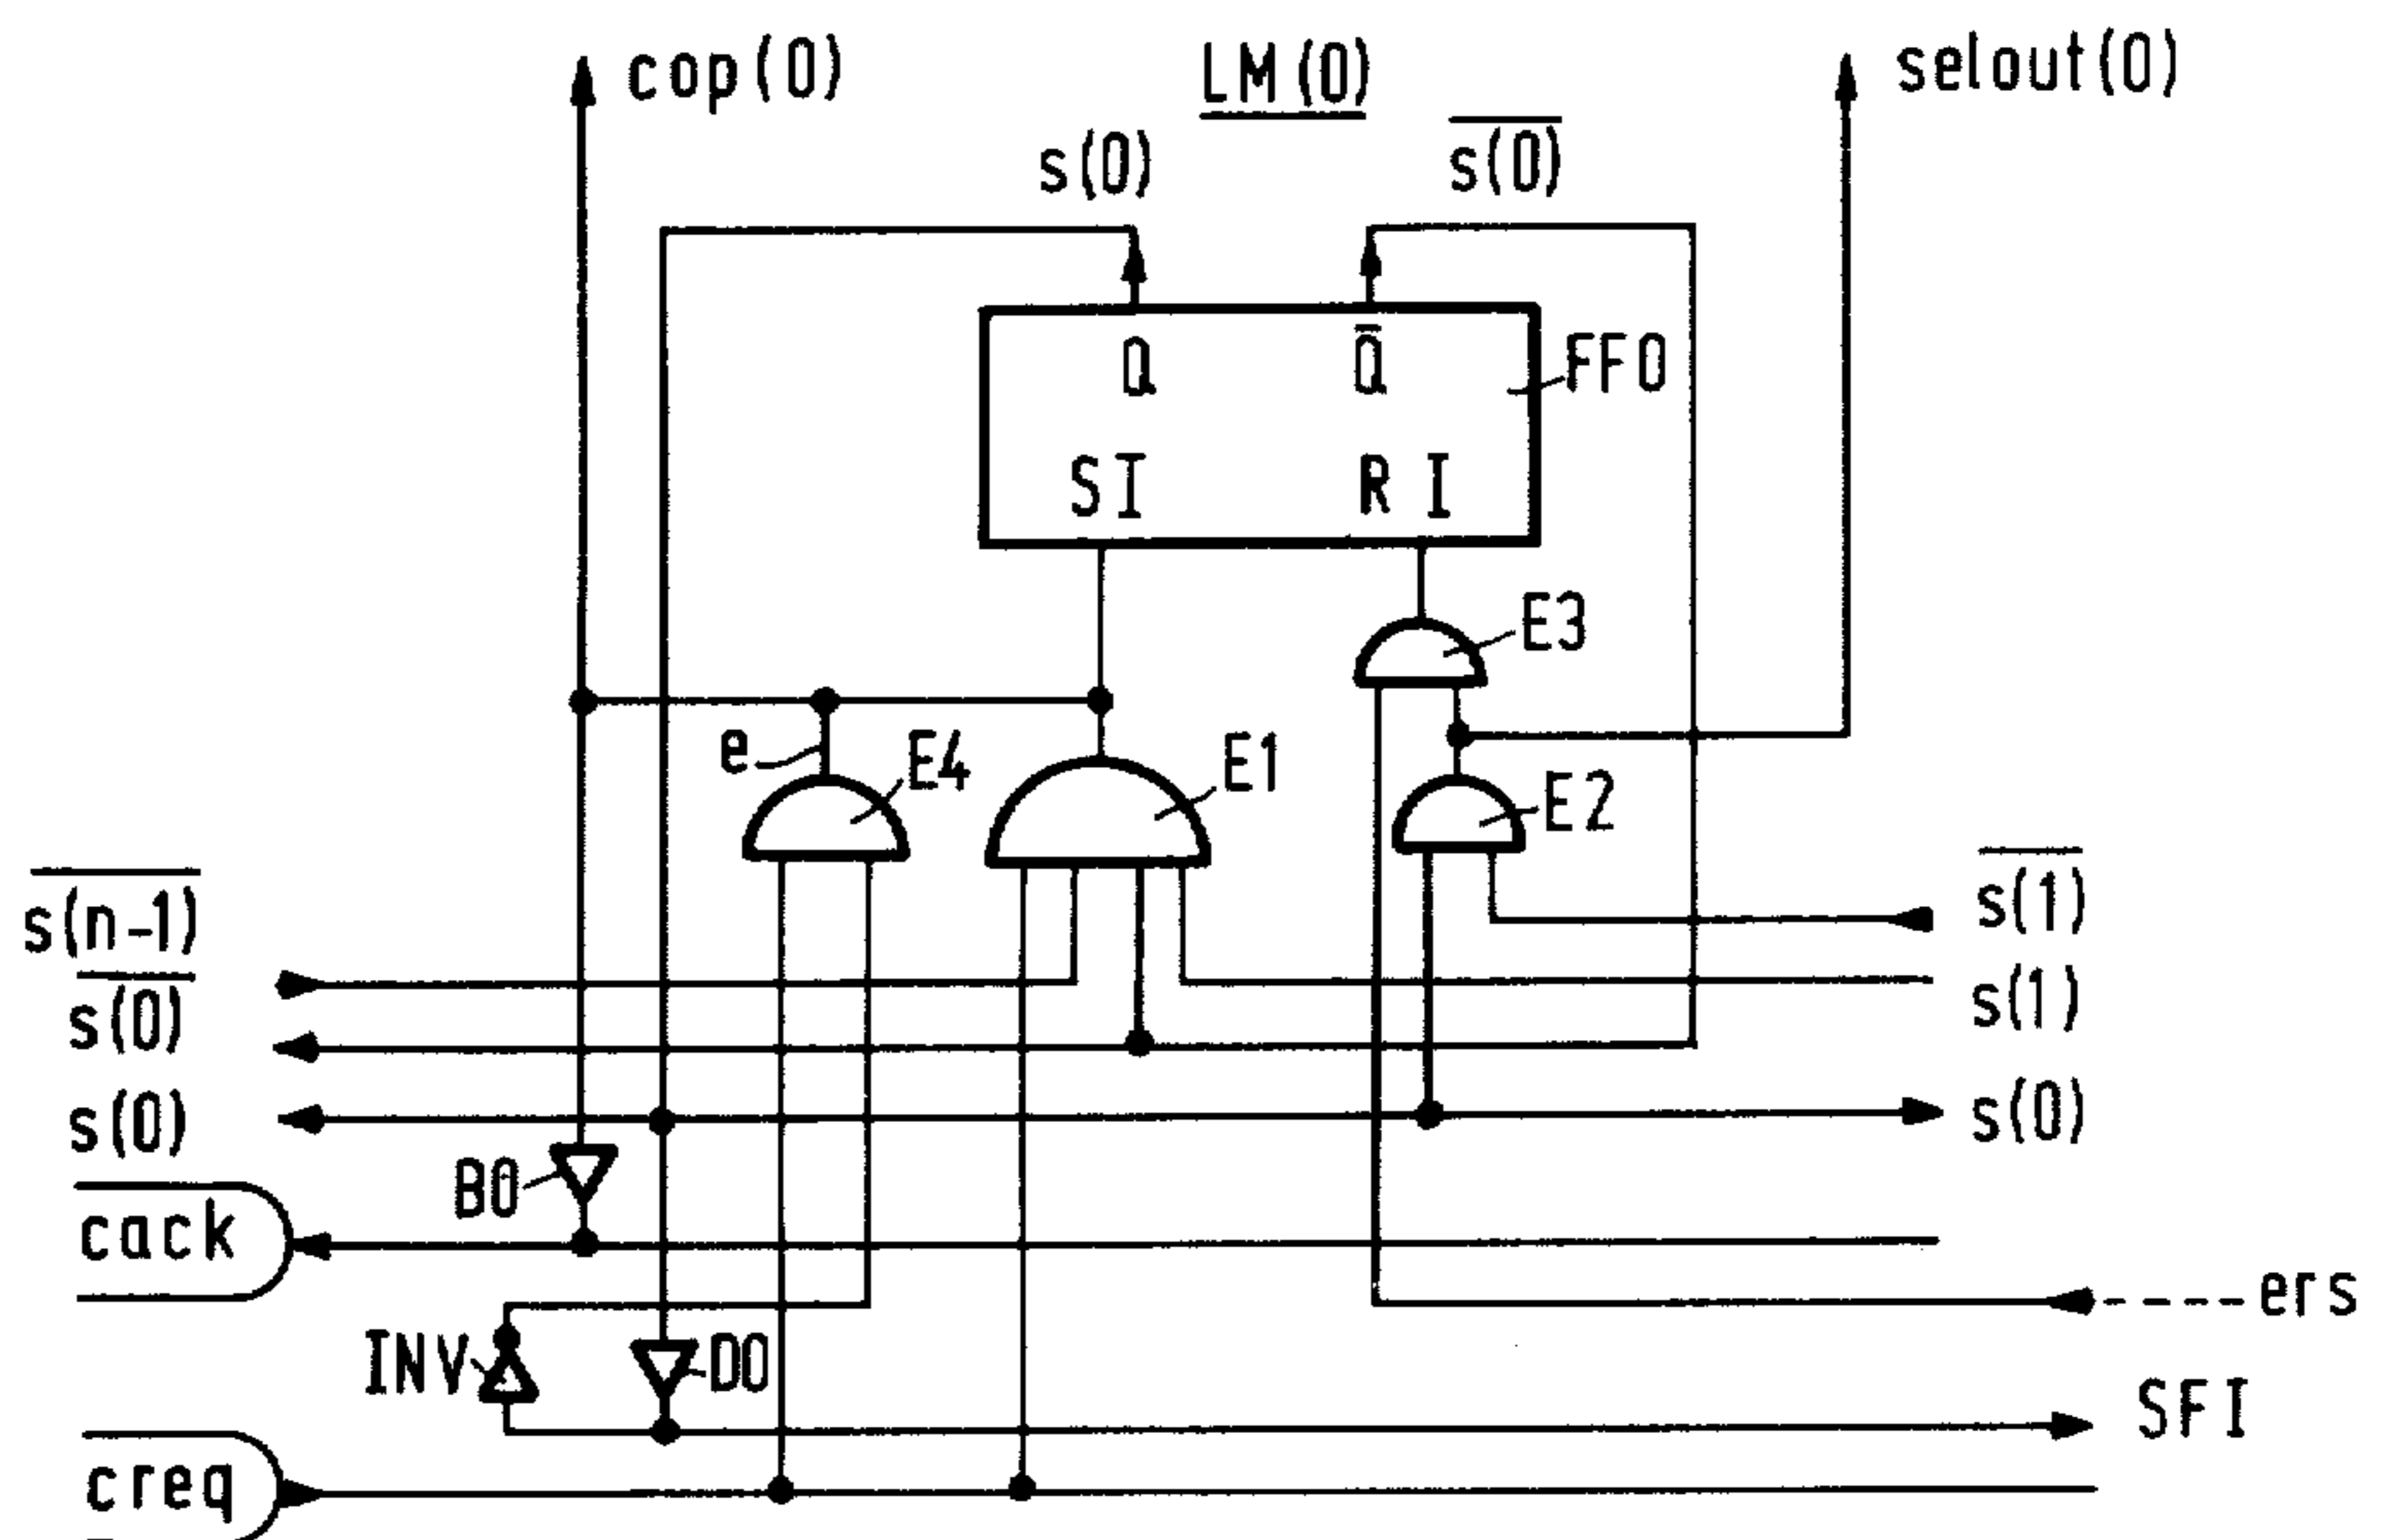 cop(0)
LM(0)
selout(0)
s(0)
s̅(̅0̅)̅
Q
Q̅
FF0
SI
R I
E3
e
E4
E1
E2
s̅(̅n̅-̅1̅)̅
s̅(̅1̅)̅
s̅(̅0̅)̅
s(1)
s(0)
s(0)
B0
cack
ers
INV
D0
SFI
creq